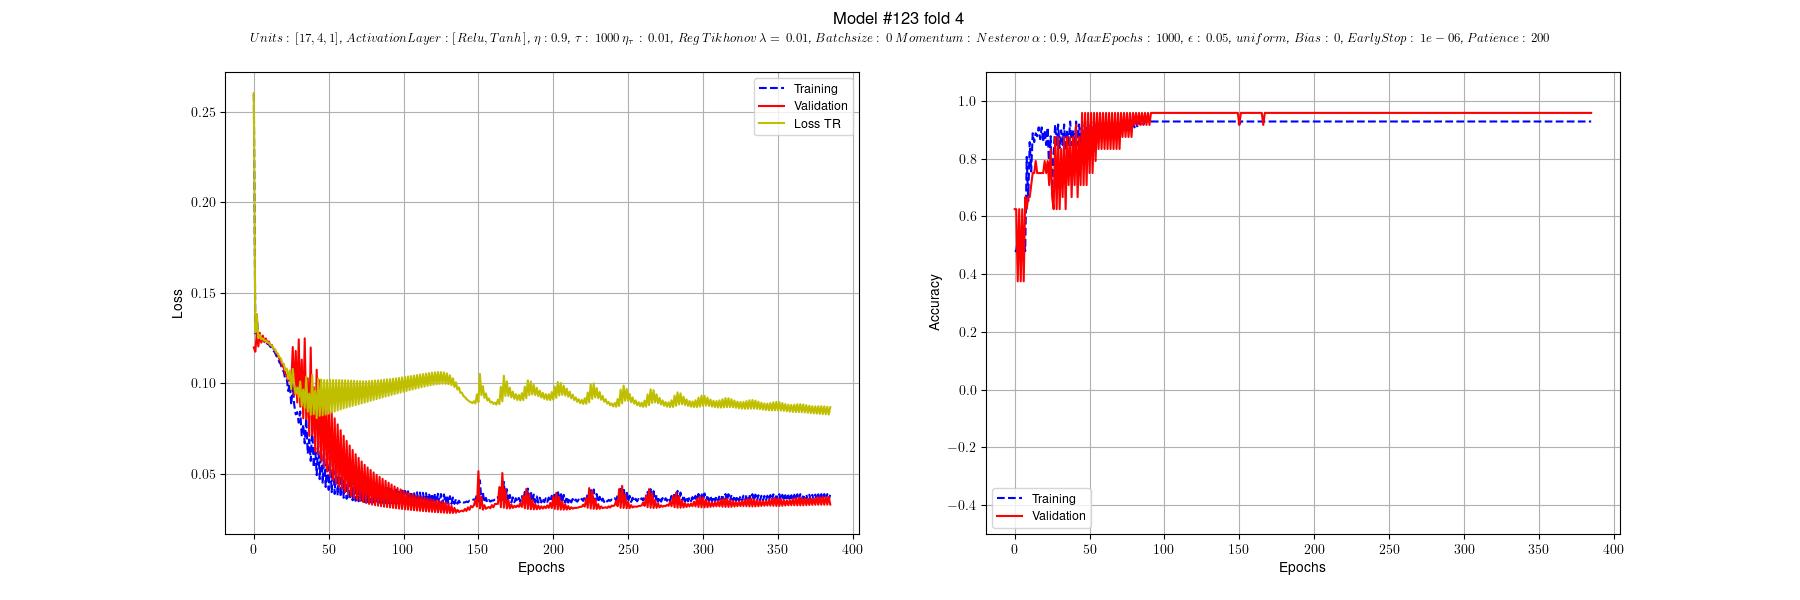 Model #123 fold 4
Units : [17, 4, 1], ActivationLayer : [Relu, Tanh], η : 0.9, τ : 1000 ητ : 0.01, Reg Tikhonov λ = 0.01, Batchsize : 0 Momentum : Nesterov α : 0.9, MaxEpochs : 1000, ϵ : 0.05, uniform, Bias : 0, EarlyStop : 1e − 06, Patience : 200
Training
Validation
Loss TR
0.25
0.20
0.15
0.10
0.05
Loss
0 50 100 150 200 250 300 350 400
Epochs
1.0
0.8
0.6
0.4
0.2
0.0
−0.2
−0.4
Accuracy
Training
Validation
0 50 100 150 200 250 300 350 400
Epochs